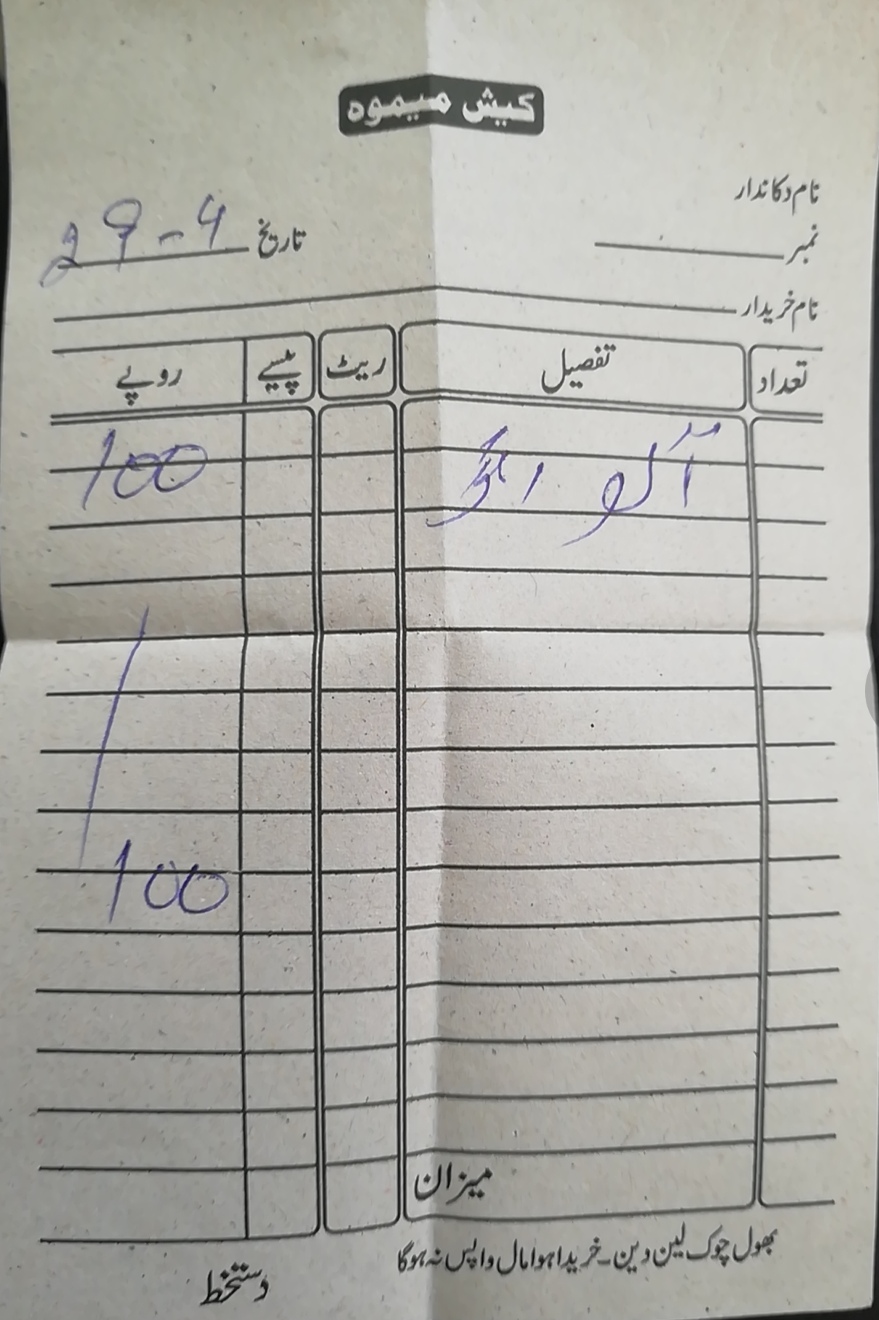 کیش میموہ
نام دکاندار
نمبر تاریخ 29-4
نام خریدار
تعداد تفصیل ریٹ پیسے روپے
آلو 100
100
میزان
بھول چوک لین دین۔ خریدا ہوا مال واپس نہ ہوگا
دستخط